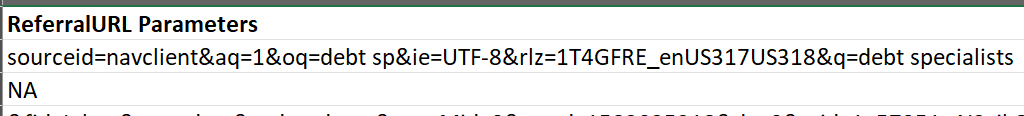 ReferralURL Parameters
sourceid=navclient&aq=1&oq=debt sp&ie=UTF-8&rlz=1T4GFRE_enUS317US318&q=debt specialists
NA